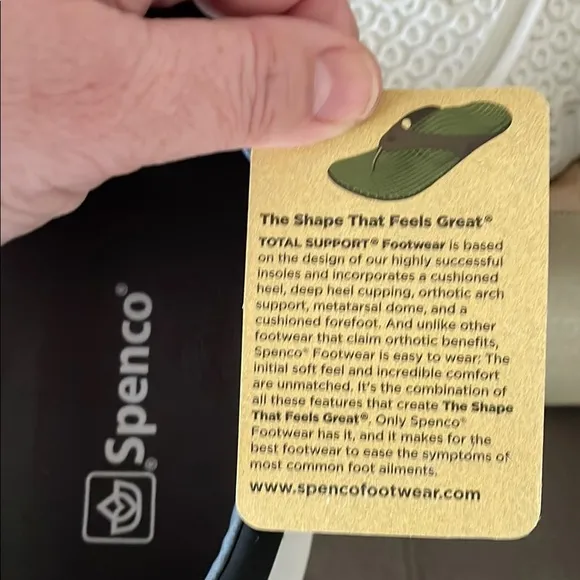 The Shape That Feels Great®
TOTAL SUPPORT® Footwear is based
on the design of our highly successful
insoles and incorporates a cushioned
heel, deep heel cupping, orthotic arch
support, metatarsal dome, and a
cushioned forefoot. And unlike other
footwear that claim orthotic benefits,
Spenco® Footwear is easy to wear: The
initial soft feel and incredible comfort
are unmatched. It's the combination of
all these features that create The Shape
That Feels Great®. Only Spenco®
Footwear has it, and it makes for the
best footwear to ease the symptoms of
most common foot ailments.
www.spencofootwear.com
Spenco®